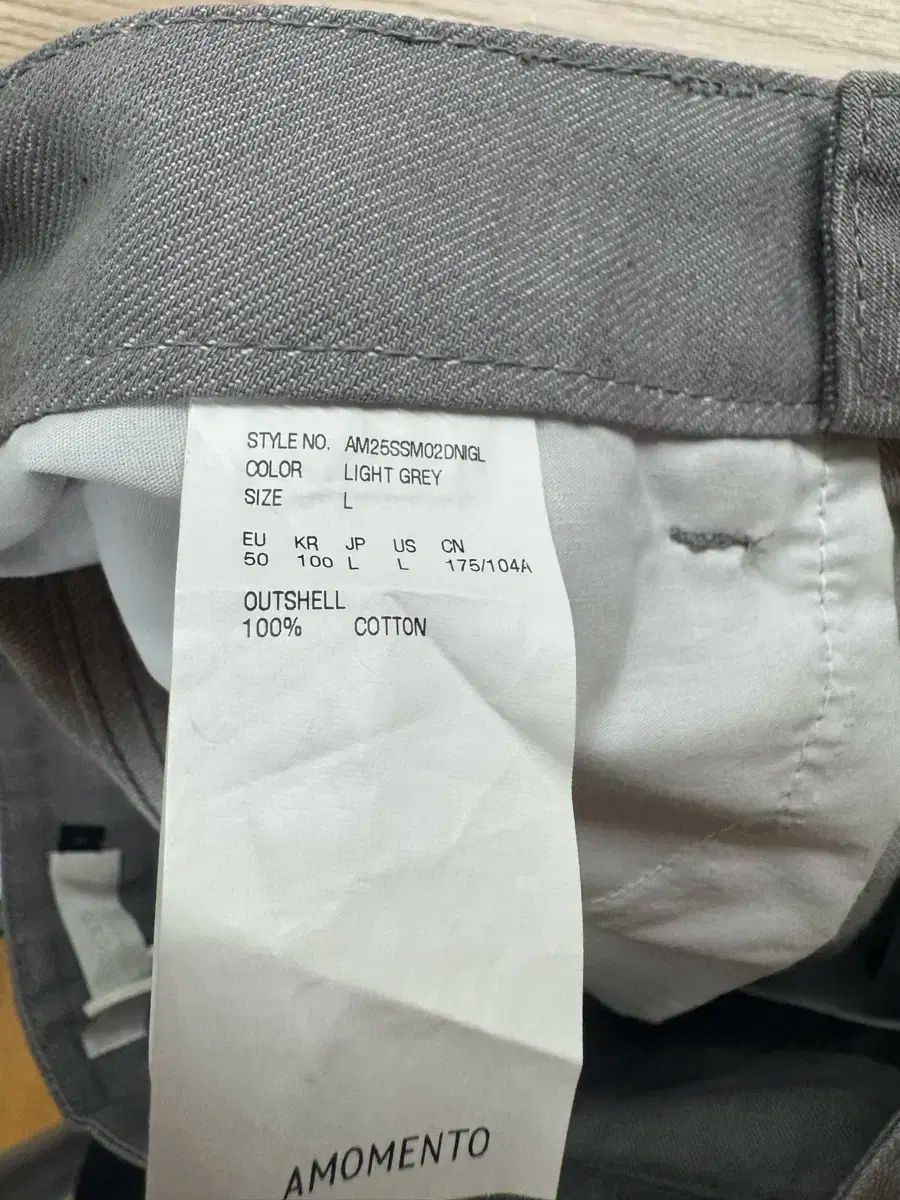 STYLE NO. AM25SSM02DNIGL
COLOR LIGHT GREY
SIZE L
EU KR JP US CN
50 100 L L 175/104A
OUTSHELL
100% COTTON
AMOMENTO